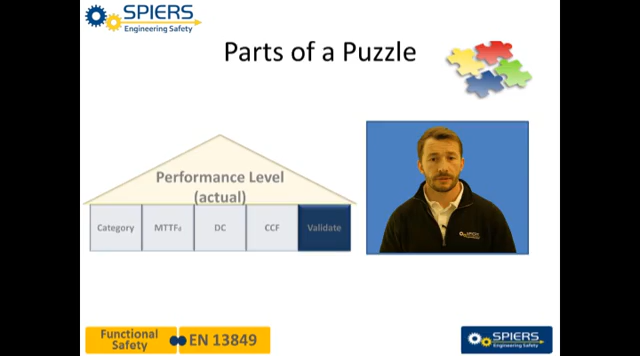 SPIERS
Engineering Safety
Parts of a Puzzle
Performance Level
(actual)
Category MTTFd DC CCF Validate
SPIERS
Functional
Safety
EN 13849
SPIERS
Engineering Safety